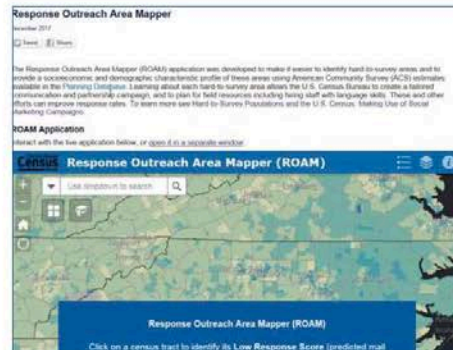 Response Outreach Area Mapper
December 2017
Tweet Share
The Response Outreach Area Mapper (ROAM) application was developed to make it easier to identify hard-to-survey areas and to
provide a socioeconomic and demographic characteristic profile of these areas using American Community Survey (ACS) estimates
available in the Planning Database. Learning about each hard-to-survey area allows the U.S. Census Bureau to create a tailored
communication and partnership campaign, and to plan for field resources including hiring staff with language skills. These and other
efforts can improve response rates. To learn more see Hard-to-Survey Populations and the U.S. Census: Making Use of Social
Marketing Campaigns.
ROAM Application
Interact with the live application below, or open it in a separate window.
Census Response Outreach Area Mapper (ROAM)
Use dropdown to search
Response Outreach Area Mapper (ROAM)
Click on a census tract to identify its Low Response Score (predicted mail